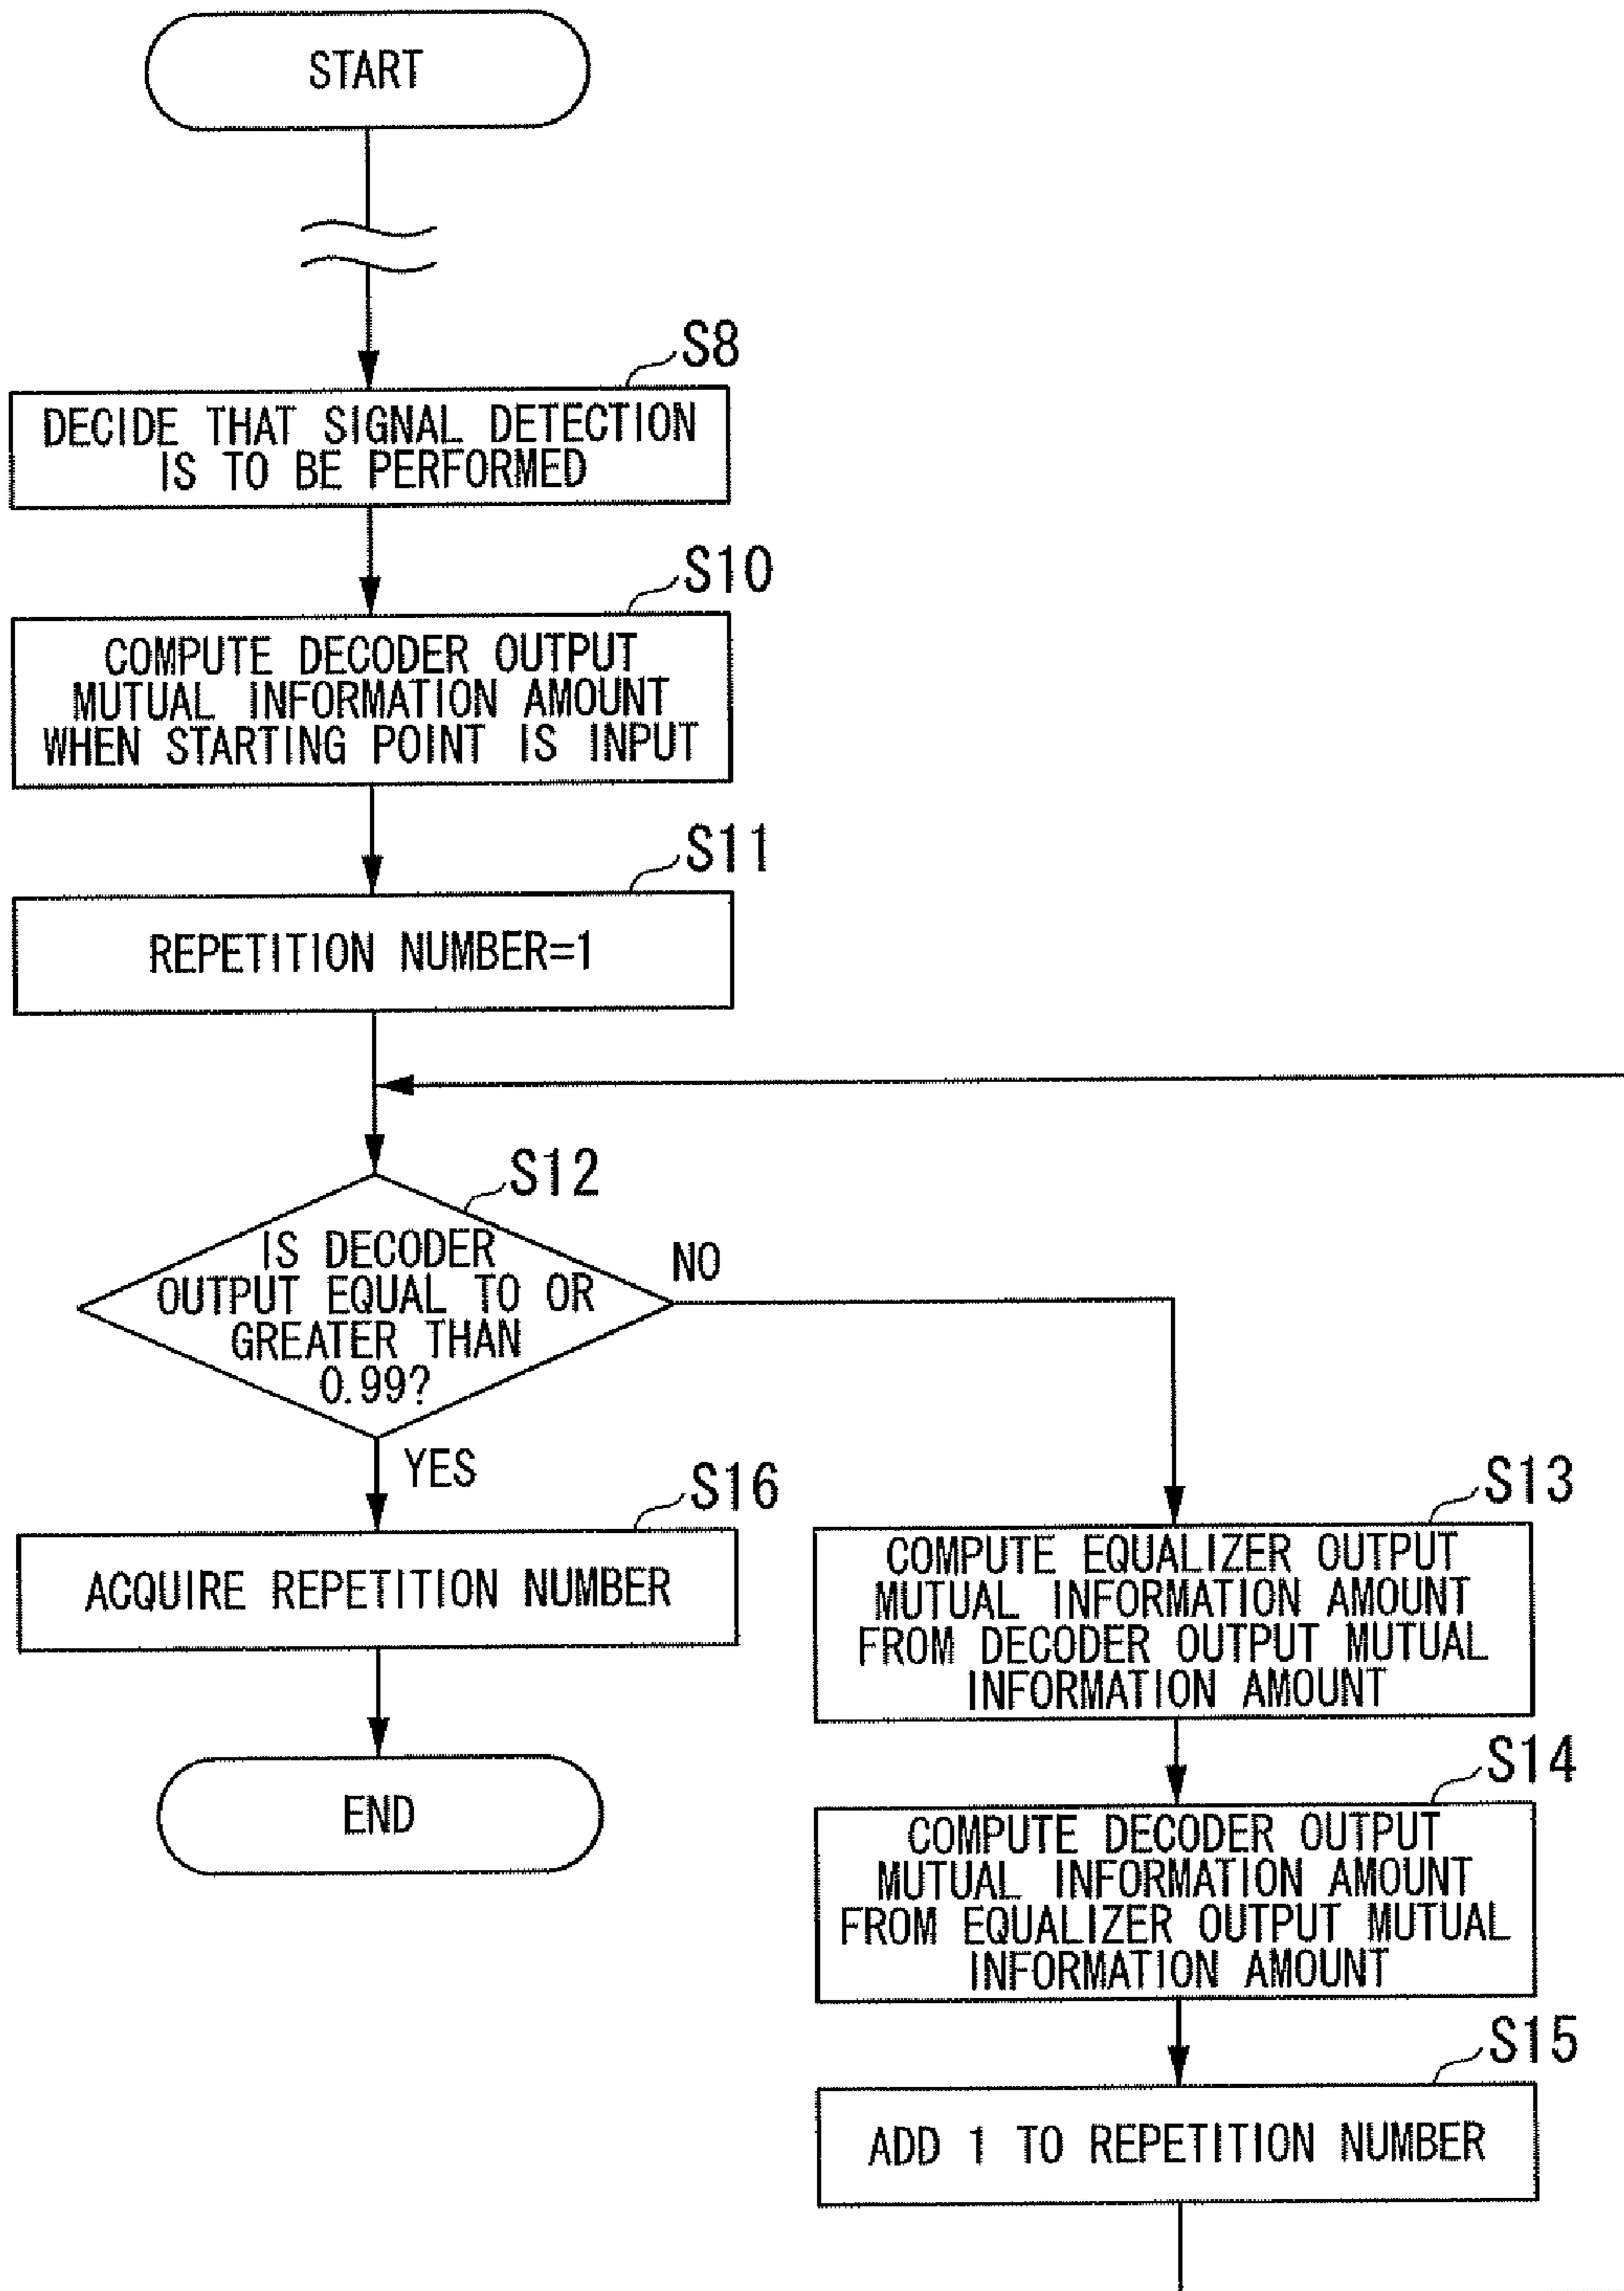 START
S8
DECIDE THAT SIGNAL DETECTION
IS TO BE PERFORMED
S10
COMPUTE DECODER OUTPUT
MUTUAL INFORMATION AMOUNT
WHEN STARTING POINT IS INPUT
S11
REPETITION NUMBER=1
S12
IS DECODER
OUTPUT EQUAL TO OR
GREATER THAN
0.99?
NO
YES
S16
ACQUIRE REPETITION NUMBER
END
S13
COMPUTE EQUALIZER OUTPUT
MUTUAL INFORMATION AMOUNT
FROM DECODER OUTPUT MUTUAL
INFORMATION AMOUNT
S14
COMPUTE DECODER OUTPUT
MUTUAL INFORMATION AMOUNT
FROM EQUALIZER OUTPUT MUTUAL
INFORMATION AMOUNT
S15
ADD 1 TO REPETITION NUMBER